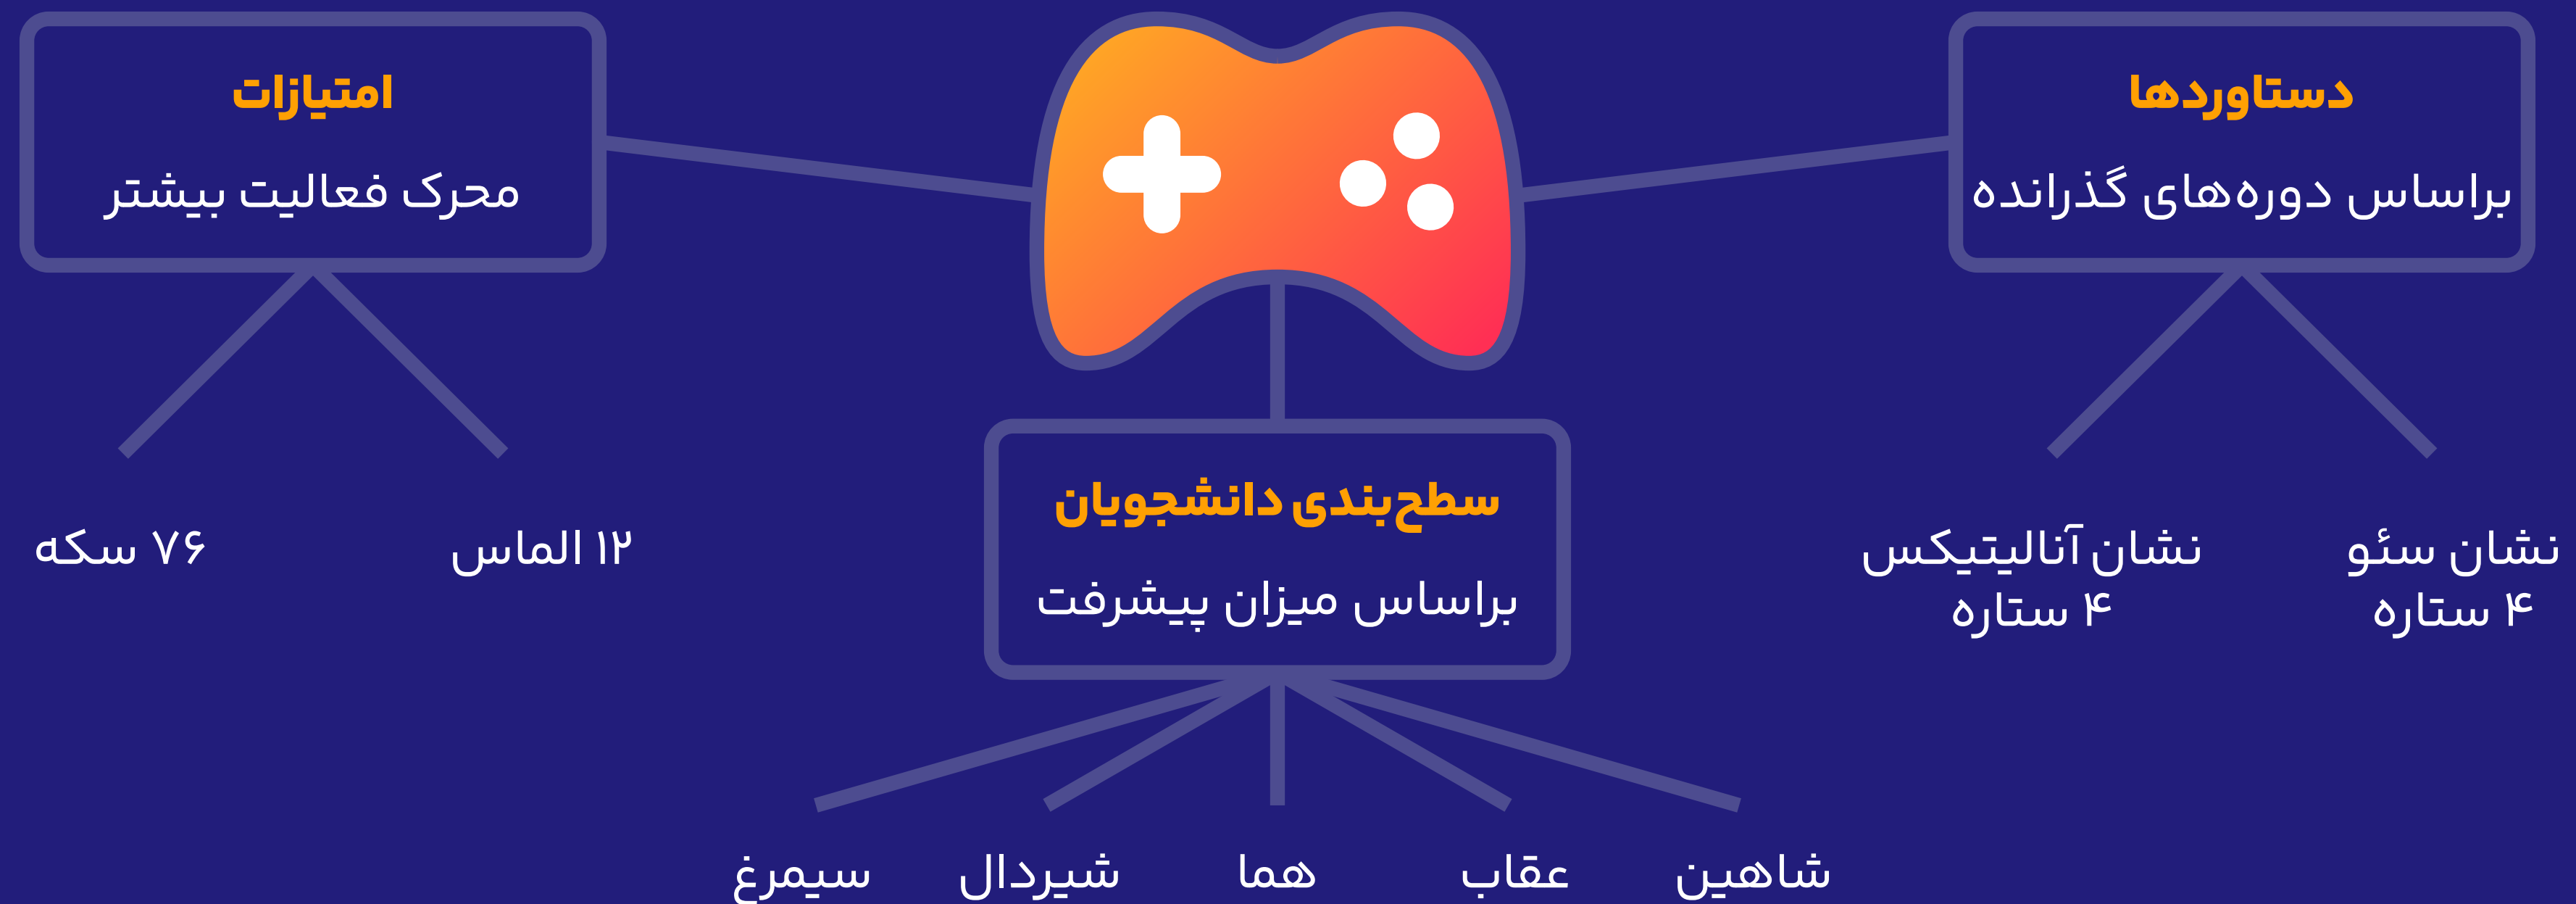 دستاوردها
براساس دوره‌های گذرانده
نشان سئو
۴ ستاره
نشان آنالیتیکس
۴ ستاره
سطح‌بندی دانشجویان
براساس میزان پیشرفت
شاهین
عقاب
هما
شیردال
سیمرغ
امتیازات
محرک فعالیت بیشتر
۱۲ الماس
۷۶ سکه